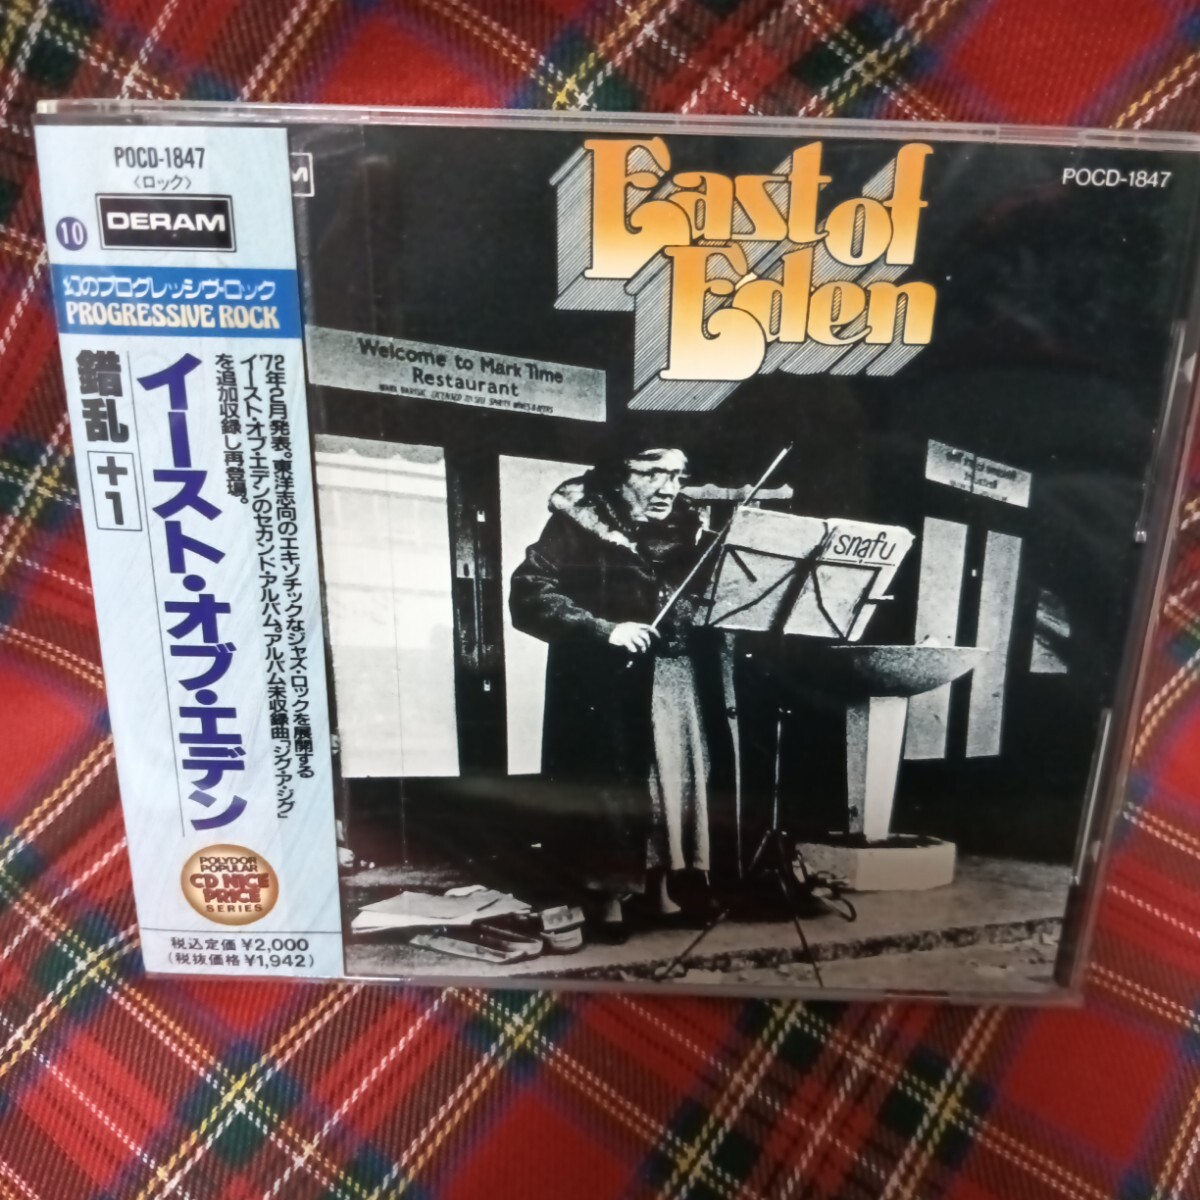 POCD-1847
〈ロック〉
10
DERAM
幻のプログレッシヴ・ロック
PROGRESSIVE ROCK
'72年2月発表。東洋志向のエキゾチックなジャズ・ロックを展開する
イースト・オブ・エデンのセカンド・アルバム。アルバム未収録曲「ジグ・ア・ジグ」
を追加収録し再登場。
イースト・オブ・エデン
錯乱 +1
POLYDOR
POPULAR
CD NICE
PRICE
SERIES
税込定価 ¥2,000
(税抜価格 ¥1,942)
M
East of
Eden
POCD-1847
Welcome to Mark Time
Restaurant
snafu